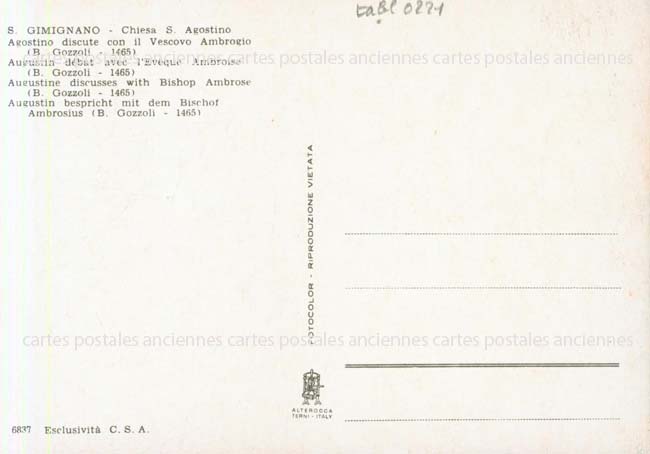 tabl 0221
S. GIMIGNANO - Chiesa S. Agostino
Agostino discute con il Vescovo Ambrogio
(B. Gozzoli - 1465)
Augustin débat avec l'Eveque Ambroise
(B. Gozzoli - 1465)
Augustine discusses with Bishop Ambrose
(B. Gozzoli - 1465)
Augustin bespricht mit dem Bischof
Ambrosius (B. Gozzoli - 1465)
cartes postales anciennes cartes postales anciennes cartes postales anciennes
FOTOCOLOR - RIPRODUZIONE VIETATA
cartes postales anciennes cartes postales anciennes cartes postales anciennes
ALTEROCCA
TERNI - ITALY
6837 Esclusività C. S. A.